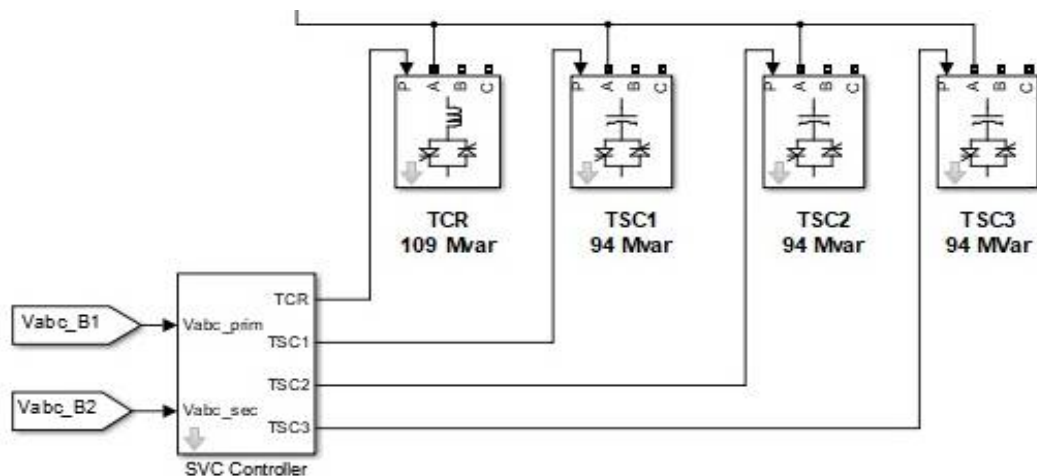 P A B C
P A B C
P A B C
P A B C
TCR
109 Mvar
TSC1
94 Mvar
TSC2
94 Mvar
TSC3
94 MVar
TCR
Vabc_B1
Vabc_prim
TSC1
TSC2
Vabc_B2
Vabc_sec
TSC3
SVC Controller